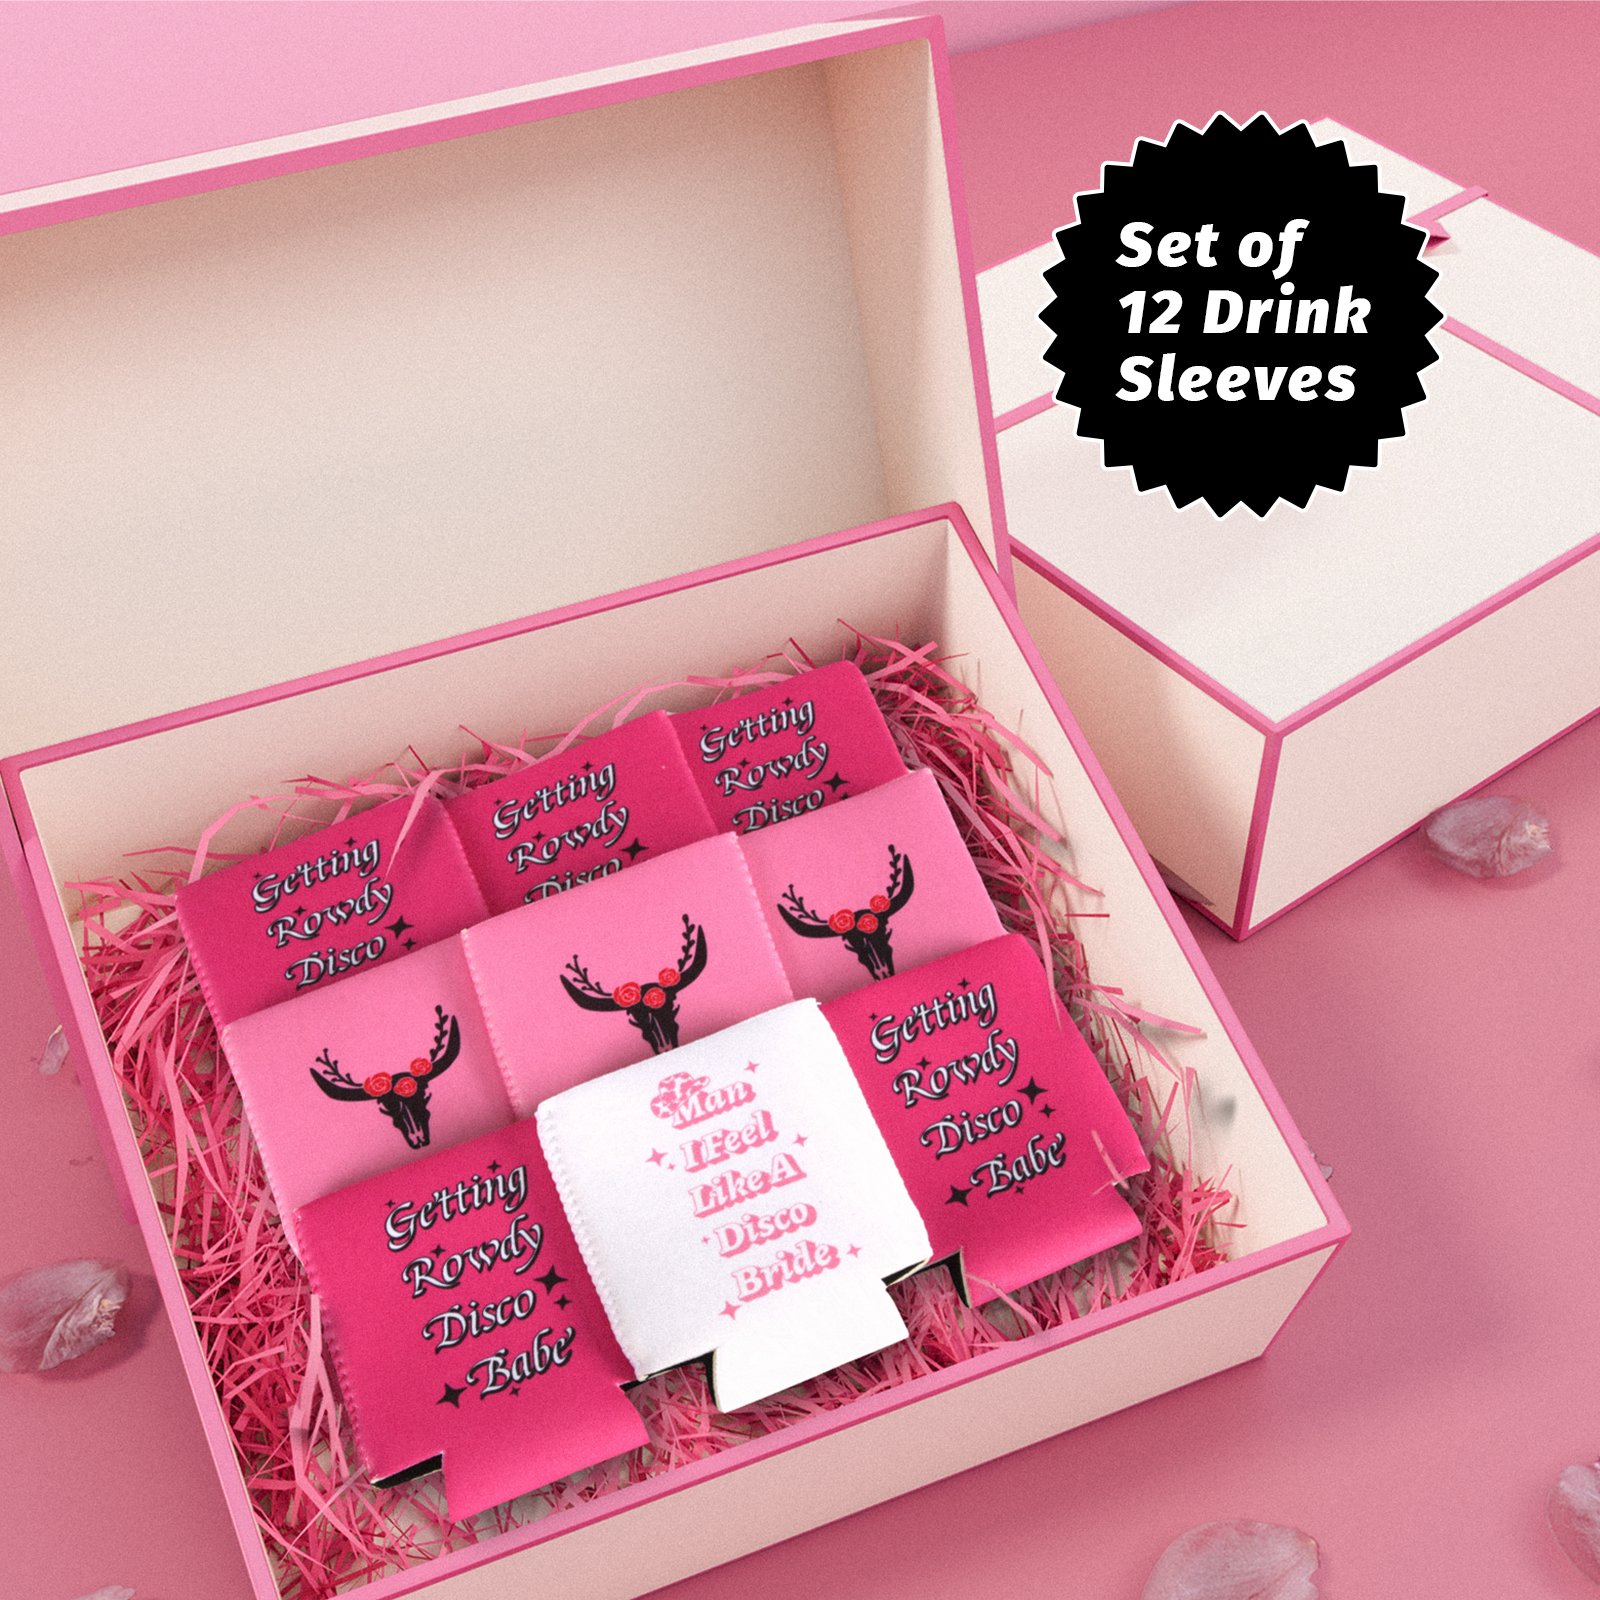 Set of
12 Drink
Sleeves
Getting
Rowdy
Disco
Getting
Rowdy
Disco
Getting
Rowdy
Disco
Getting
Rowdy
Disco
Babe
Man
I Feel
Like A
Disco
Bride
Getting
Rowdy
Disco
Babe